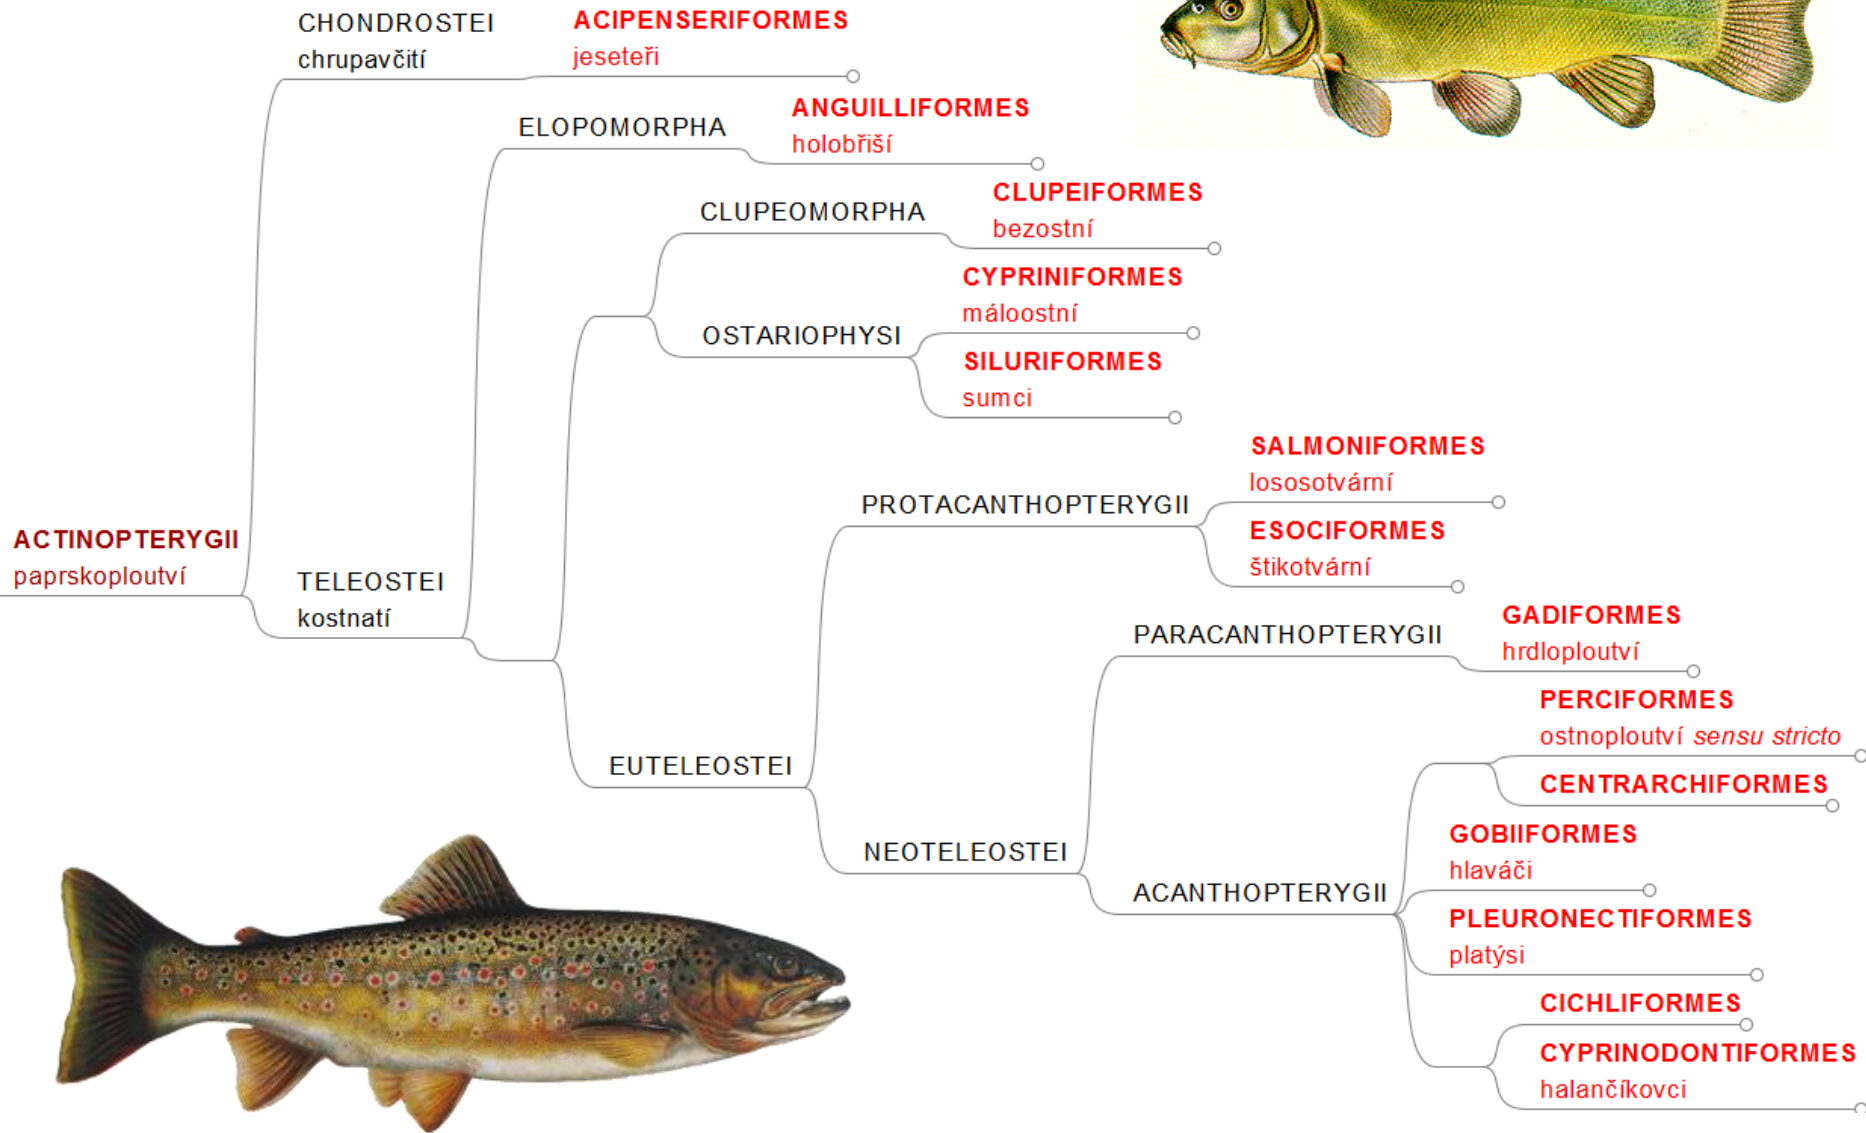 CHONDROSTEI
chrupavčití
ACIPENSERIFORMES
jeseteři
ELOPOMORPHA
ANGUILLIFORMES
holobřiší
CLUPEOMORPHA
CLUPEIFORMES
bezostní
OSTARIOPHYSI
CYPRINIFORMES
máloostní
SILURIFORMES
sumci
ACTINOPTERYGII
paprskoploutví
TELEOSTEI
kostnatí
PROTACANTHOPTERYGII
SALMONIFORMES
lososotvární
ESOCIFORMES
štikotvární
PARACANTHOPTERYGII
GADIFORMES
hrdloploutví
EUTELEOSTEI
NEOTELEOSTEI
ACANTHOPTERYGII
PERCIFORMES
ostnoploutví sensu stricto
CENTRARCHIFORMES
GOBIIFORMES
hlaváči
PLEURONECTIFORMES
platýsi
CICHLIFORMES
CYPRINODONTIFORMES
halančíkovci